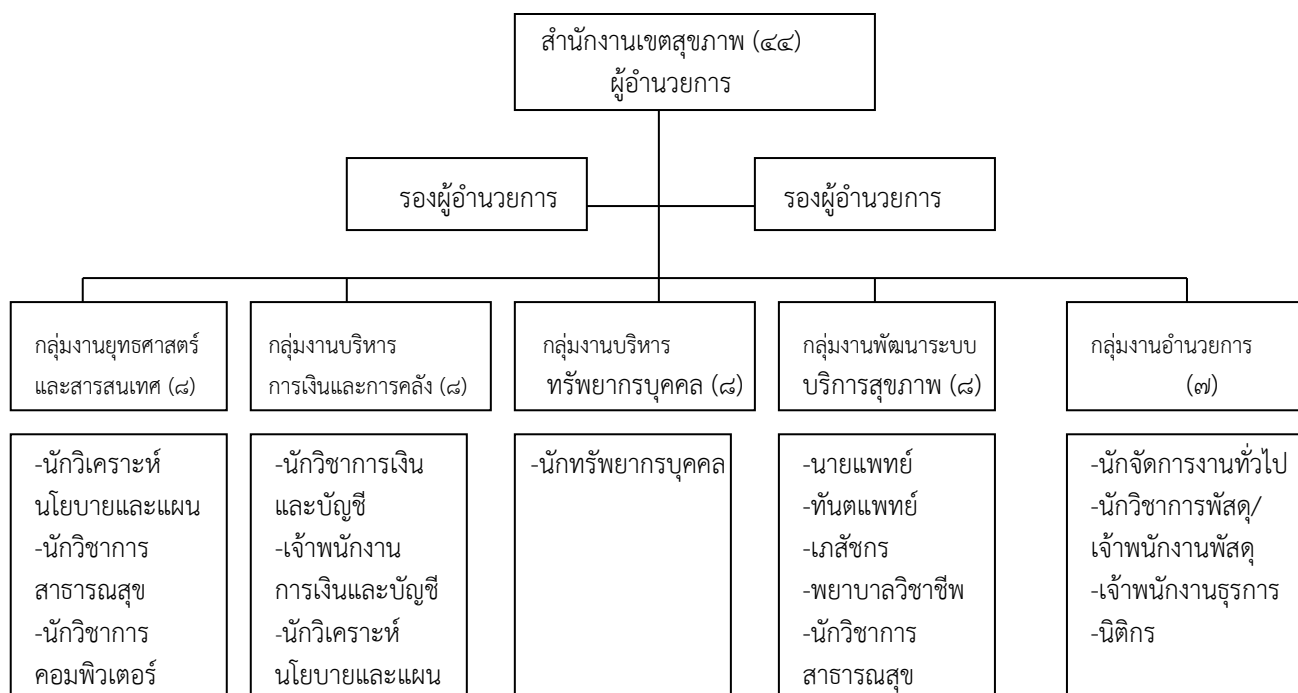 สำนักงานเขตสุขภาพ (๔๔)
ผู้อำนวยการ
รองผู้อำนวยการ
รองผู้อำนวยการ
กลุ่มงานยุทธศาสตร์
และสารสนเทศ (๘)
กลุ่มงานบริหาร
การเงินและการคลัง (๘)
กลุ่มงานบริหาร
ทรัพยากรบุคคล (๘)
กลุ่มงานพัฒนาระบบ
บริการสุขภาพ (๘)
กลุ่มงานอำนวยการ
(๗)
-นักวิเคราะห์
นโยบายและแผน
-นักวิชาการ
สาธารณสุข
-นักวิชาการ
คอมพิวเตอร์
-นักวิชาการเงิน
และบัญชี
-เจ้าพนักงาน
การเงินและบัญชี
-นักวิเคราะห์
นโยบายและแผน
-นักทรัพยากรบุคคล
-นายแพทย์
-ทันตแพทย์
-เภสัชกร
-พยาบาลวิชาชีพ
-นักวิชาการ
สาธารณสุข
-นักจัดการงานทั่วไป
-นักวิชาการพัสดุ/
เจ้าพนักงานพัสดุ
-เจ้าพนักงานธุรการ
-นิติกร